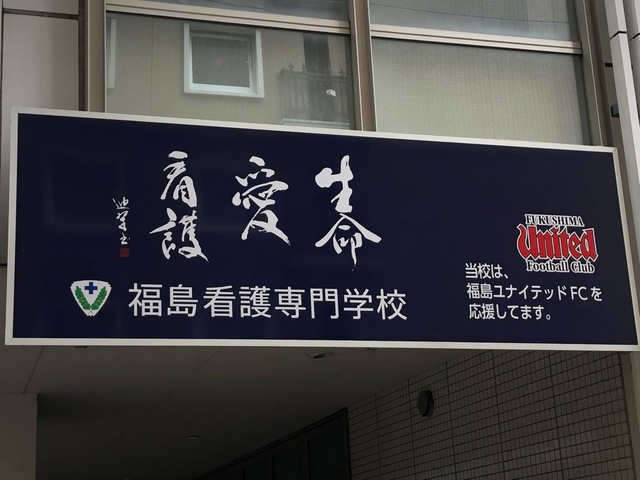 生命
愛
看護
福島看護専門学校
FUKUSHIMA
United
Football Club
当校は、
福島ユナイテッドFCを
応援してます。